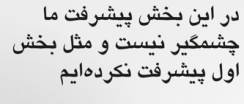 در این بخش پیشرفت ما
چشمگیر نیست و مثل بخش
اول پیشرفت نکرده‌ایم